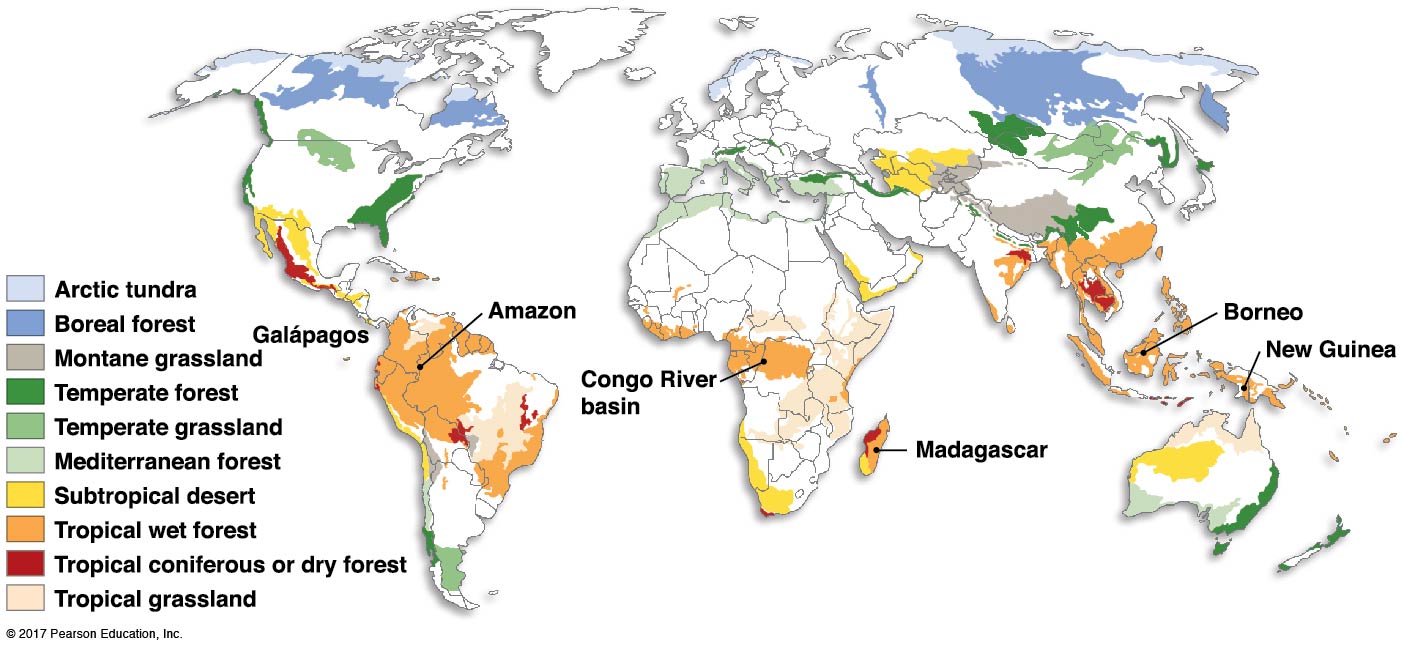 Arctic tundra
Boreal forest
Montane grassland
Temperate forest
Temperate grassland
Mediterranean forest
Subtropical desert
Tropical wet forest
Tropical coniferous or dry forest
Tropical grassland
Galápagos
Amazon
Congo River
basin
Madagascar
Borneo
New Guinea
© 2017 Pearson Education, Inc.